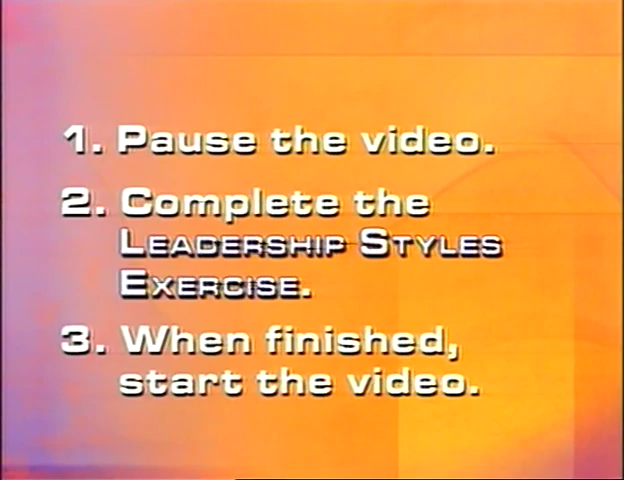 1. Pause the video.
2. Complete the
LEADERSHIP STYLES
EXERCISE.
3. When finished,
start the video.